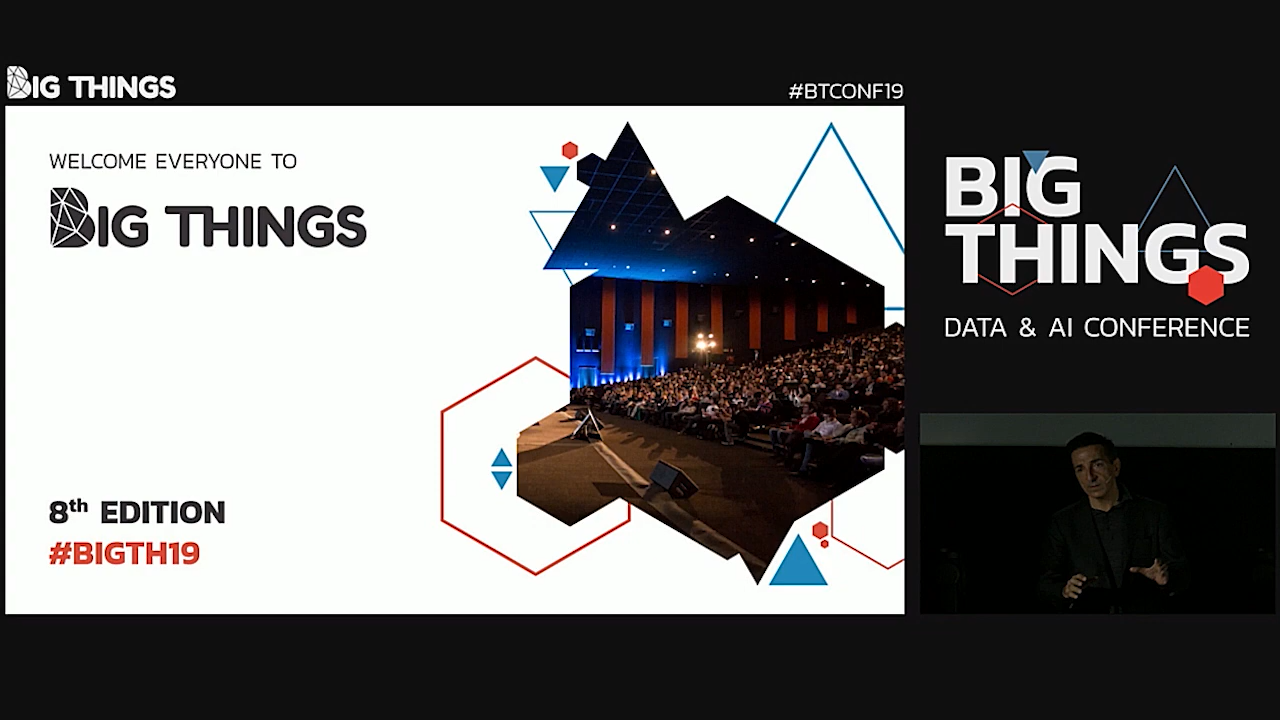 BIG THINGS
#BTCONF19
WELCOME EVERYONE TO
BIG THINGS
8th EDITION
#BIGTH19
BIG
THINGS
DATA & AI CONFERENCE